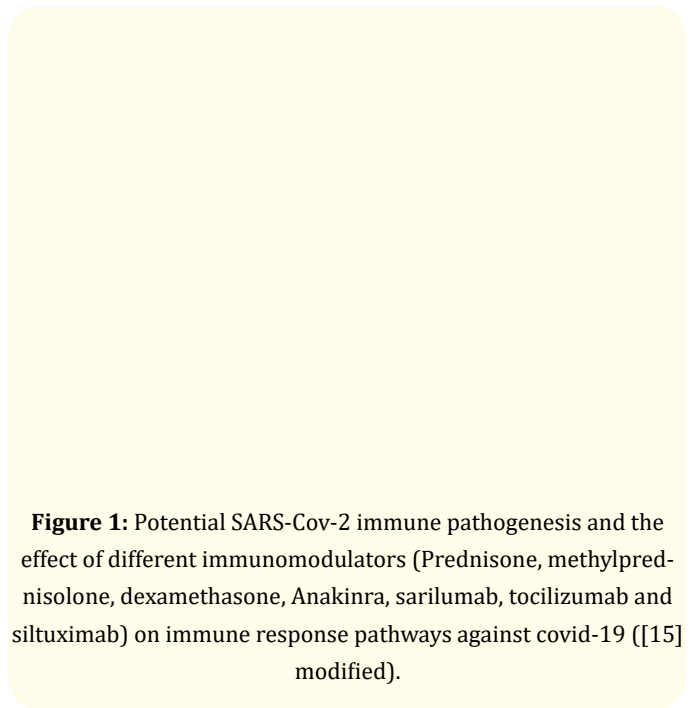 Figure 1: Potential SARS-Cov-2 immune pathogenesis and the
effect of different immunomodulators (Prednisone, methylpred-
nisolone, dexamethasone, Anakinra, sarilumab, tocilizumab and
siltuximab) on immune response pathways against covid-19 ([15]
modified).